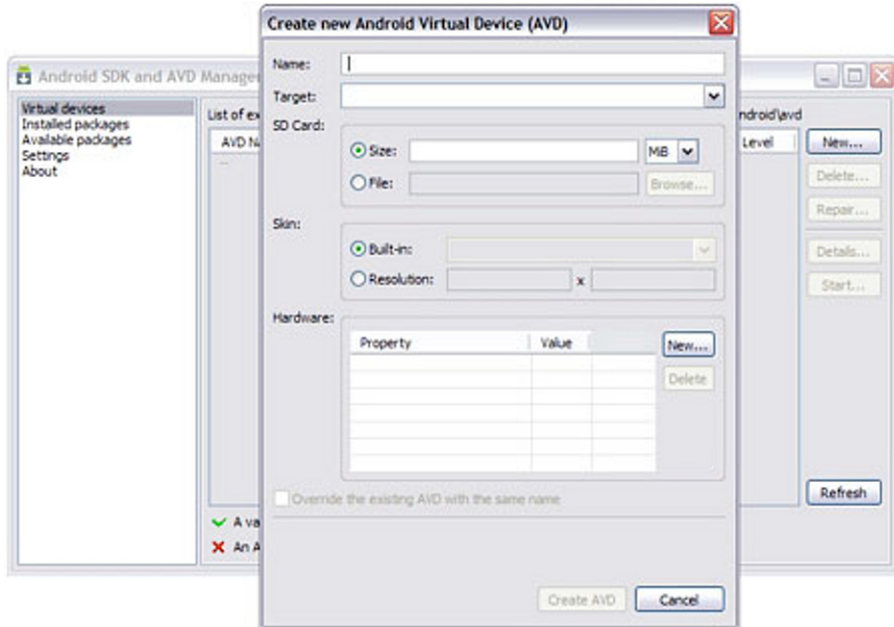 Create new Android Virtual Device (AVD)
Android SDK and AVD Manager
Name:
Target:
SD Card:
Size:
MiB
File:
Browse...
Skin:
Built-in:
Resolution:
x
Hardware:
Property Value
New...
Delete
Override the existing AVD with the same name
Create AVD Cancel
Virtual devices
Installed packages
Available packages
Settings
About
List of
AVD
ndroid\avd
Level
New...
Delete...
Repair...
Details...
Start...
Refresh
A va
An A